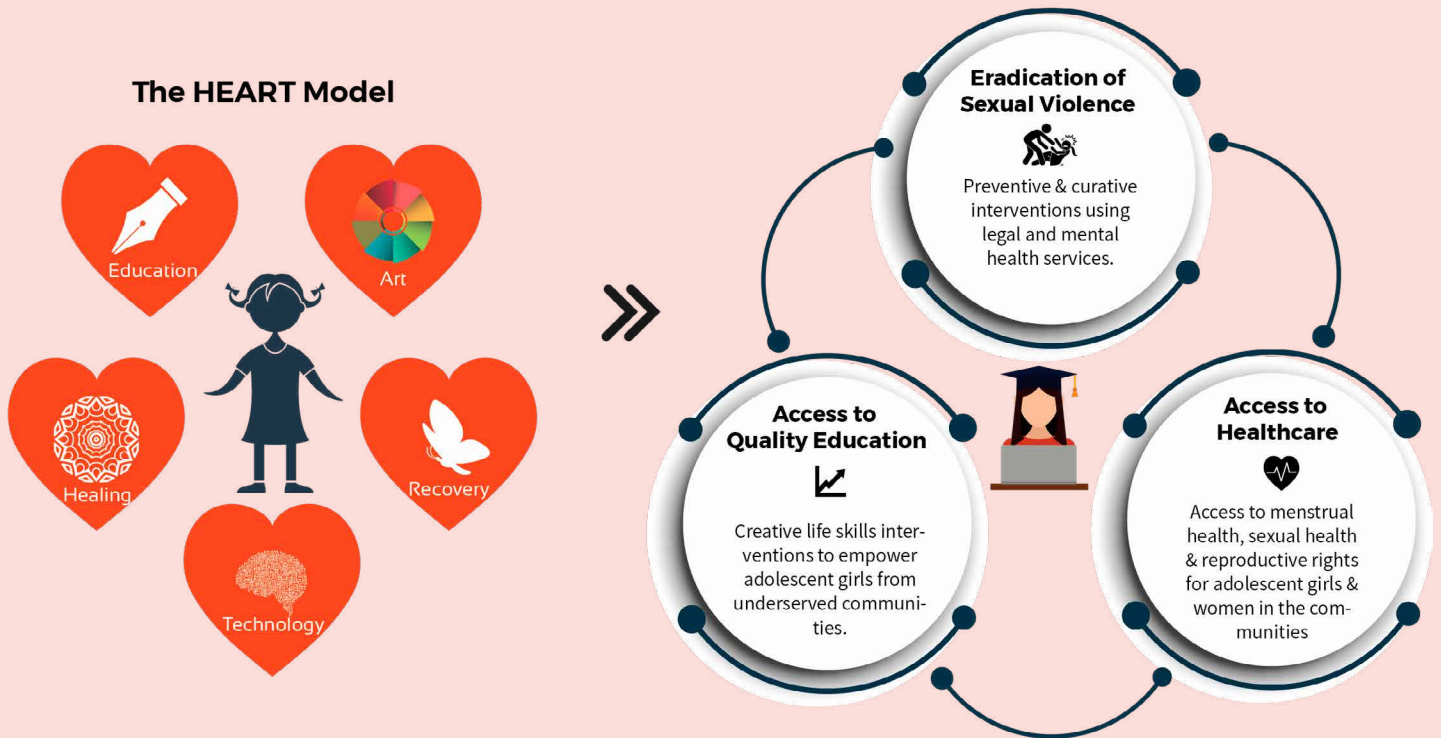 The HEART Model
Education
Art
Healing
Recovery
Technology
Eradication of
Sexual Violence
Preventive & curative
interventions using
legal and mental
health services.
Access to
Quality Education
Creative life skills inter-
ventions to empower
adolescent girls from
underserved communi-
ties.
Access to
Healthcare
Access to menstrual
health, sexual health
& reproductive rights
for adolescent girls &
women in the com-
munities